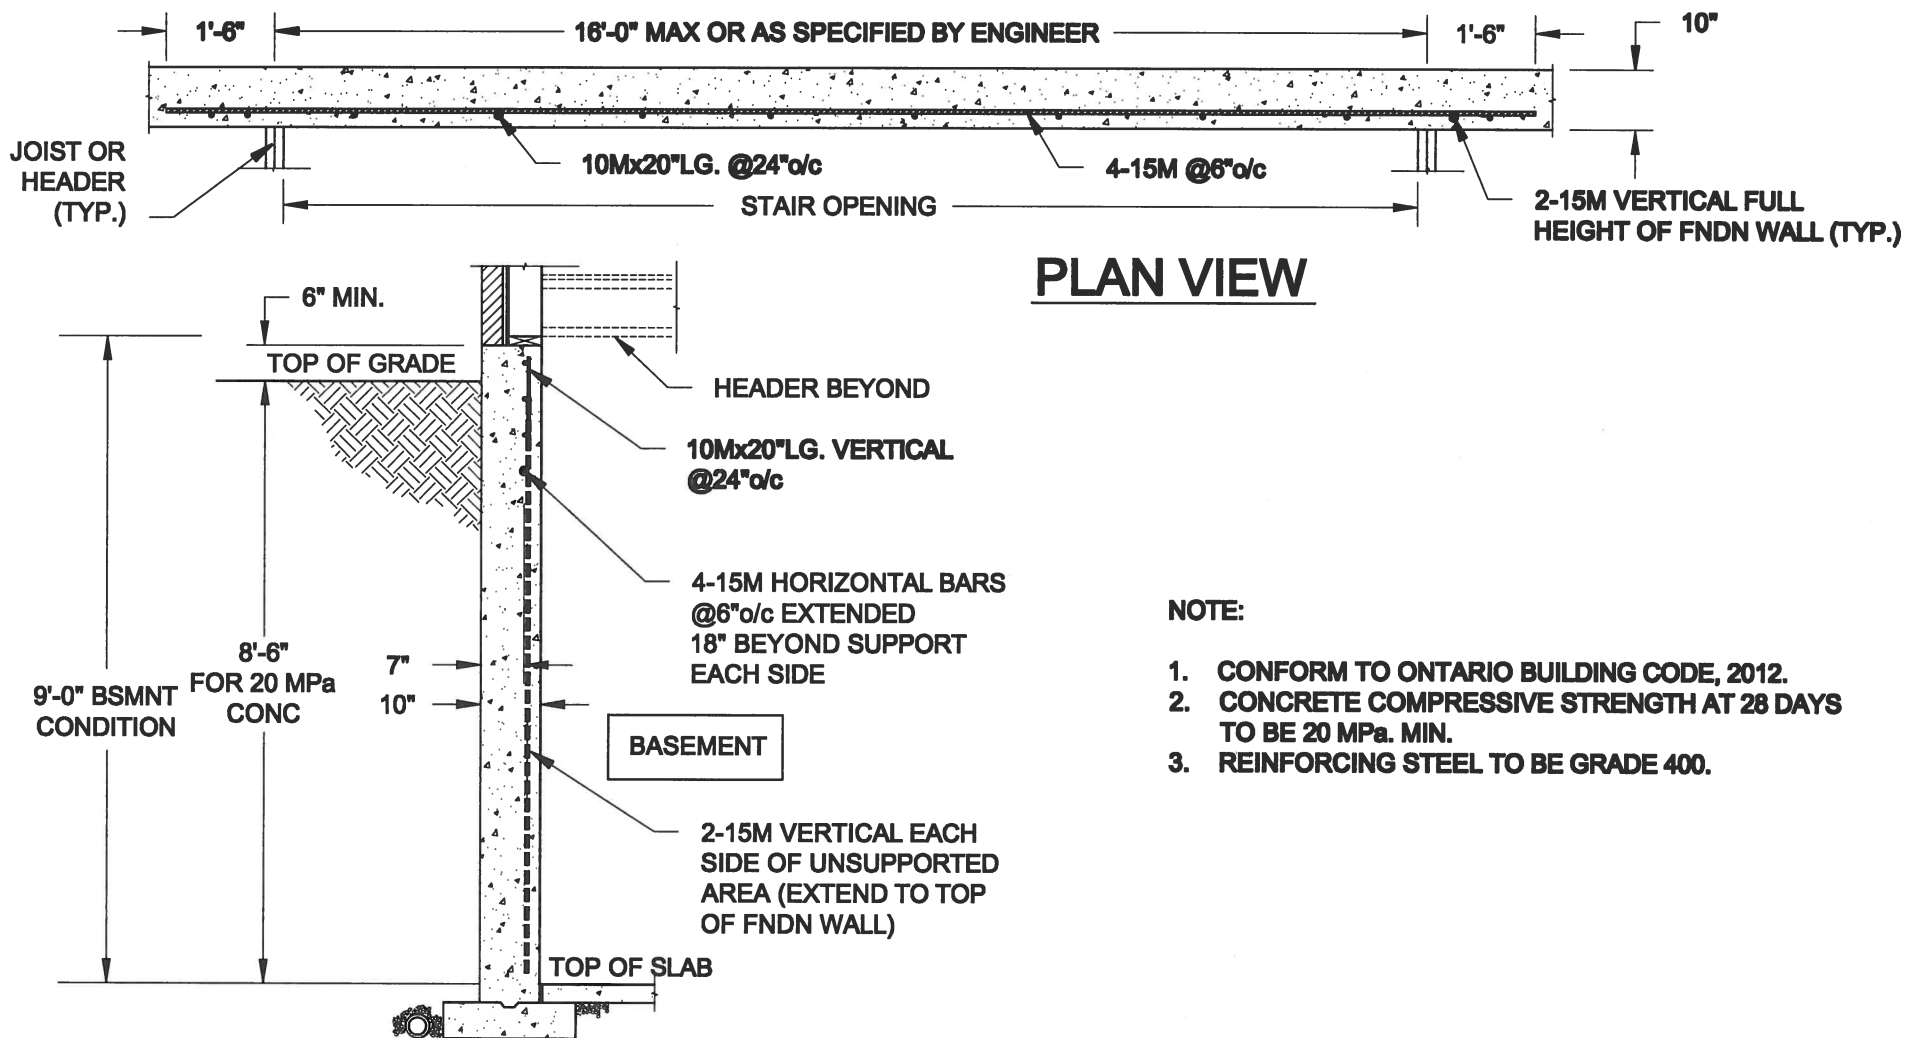 1'-6"
16'-0" MAX OR AS SPECIFIED BY ENGINEER
1'-6"
10"
JOIST OR
HEADER
(TYP.)
10Mx20"LG. @24"o/c
4-15M @6"o/c
STAIR OPENING
2-15M VERTICAL FULL
HEIGHT OF FNDN WALL (TYP.)
PLAN VIEW
6" MIN.
TOP OF GRADE
HEADER BEYOND
10Mx20"LG. VERTICAL
@24"o/c
4-15M HORIZONTAL BARS
@6"o/c EXTENDED
18" BEYOND SUPPORT
EACH SIDE
9'-0" BSMNT
CONDITION
8'-6"
FOR 20 MPa
CONC
7"
10"
BASEMENT
2-15M VERTICAL EACH
SIDE OF UNSUPPORTED
AREA (EXTEND TO TOP
OF FNDN WALL)
TOP OF SLAB
NOTE:
1. CONFORM TO ONTARIO BUILDING CODE, 2012.
2. CONCRETE COMPRESSIVE STRENGTH AT 28 DAYS
TO BE 20 MPa. MIN.
3. REINFORCING STEEL TO BE GRADE 400.